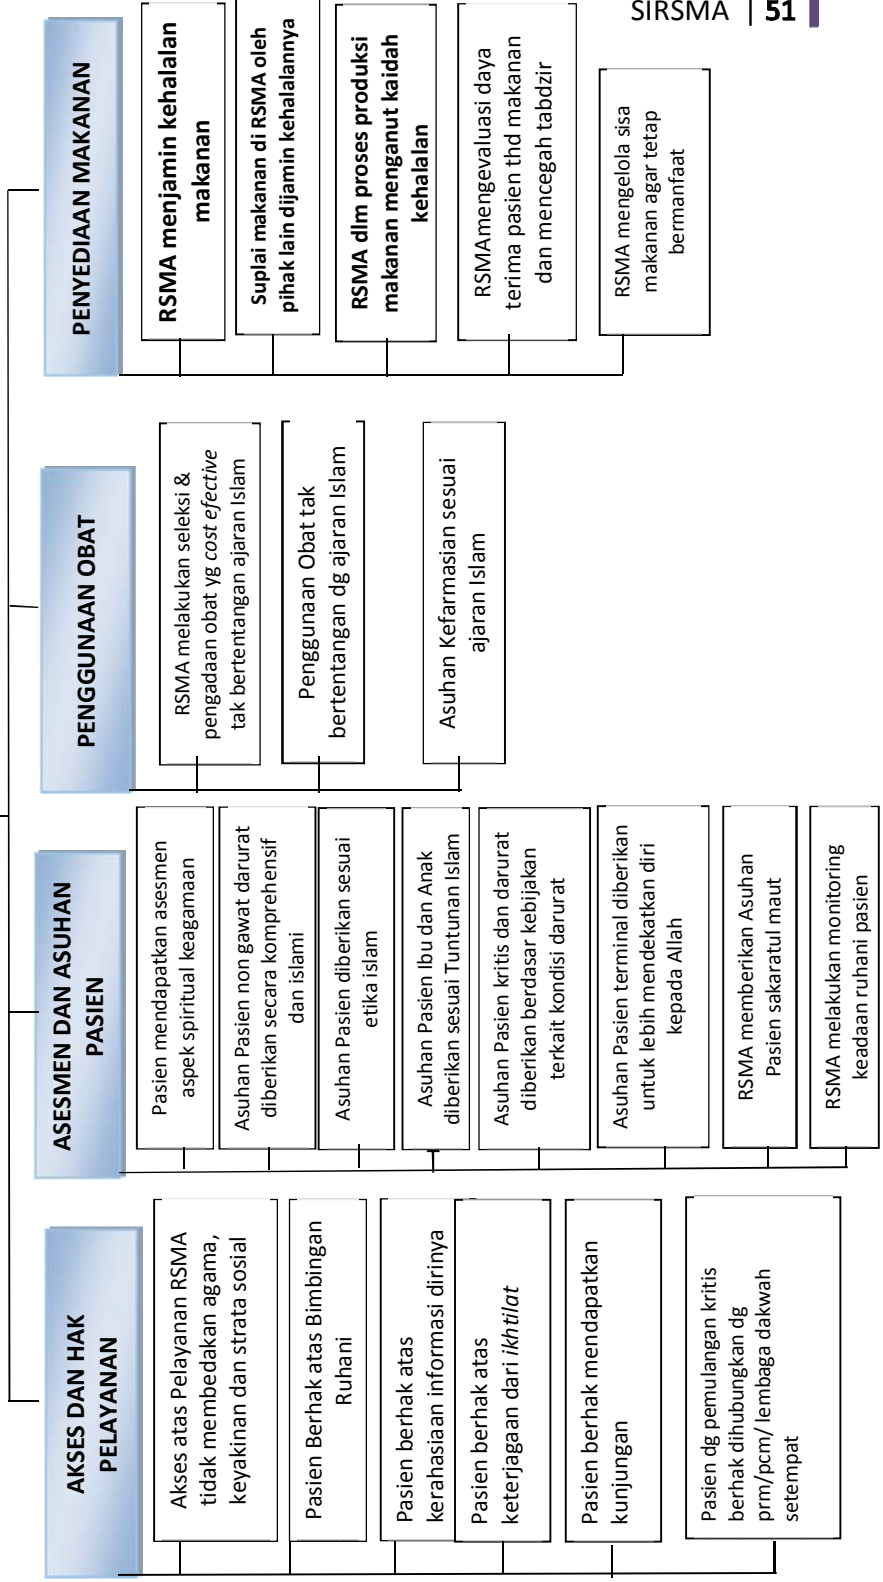 SIRSMA | 51
AKSES DAN HAK
PELAYANAN
Akses atas Pelayanan RSMA
tidak membedakan agama,
keyakinan dan strata sosial
Pasien Berhak atas Bimbingan
Ruhani
Pasien berhak atas
kerahasiaan informasi dirinya
Pasien berhak atas
keterjagaan dari ikhtilat
Pasien berhak mendapatkan
kunjungan
Pasien dg pemulangan kritis
berhak dihubungkan dg
prm/pcm/ lembaga dakwah
setempat
ASESMEN DAN ASUHAN
PASIEN
Pasien mendapatkan asesmen
aspek spiritual keagamaan
Asuhan Pasien non gawat darurat
diberikan secara komprehensif
dan islami
Asuhan Pasien diberikan sesuai
etika islam
Asuhan Pasien Ibu dan Anak
diberikan sesuai Tuntunan Islam
Asuhan Pasien kritis dan darurat
diberikan berdasar kebijakan
terkait kondisi darurat
Asuhan Pasien terminal diberikan
untuk lebih mendekatkan diri
kepada Allah
RSMA memberikan Asuhan
Pasien sakaratul maut
RSMA melakukan monitoring
keadaan ruhani pasien
PENGGUNAAN OBAT
RSMA melakukan seleksi &
pengadaan obat yg cost efective
tak bertentangan ajaran Islam
Penggunaan Obat tak
bertentangan dg ajaran Islam
Asuhan Kefarmasian sesuai
ajaran Islam
PENYEDIAAN MAKANAN
RSMA menjamin kehalalan
makanan
Suplai makanan di RSMA oleh
pihak lain dijamin kehalalannya
RSMA dlm proses produksi
makanan menganut kaidah
kehalalan
RSMAmengevaluasi daya
terima pasien thd makanan
dan mencegah tabdzir
RSMA mengelola sisa
makanan agar tetap
bermanfaat